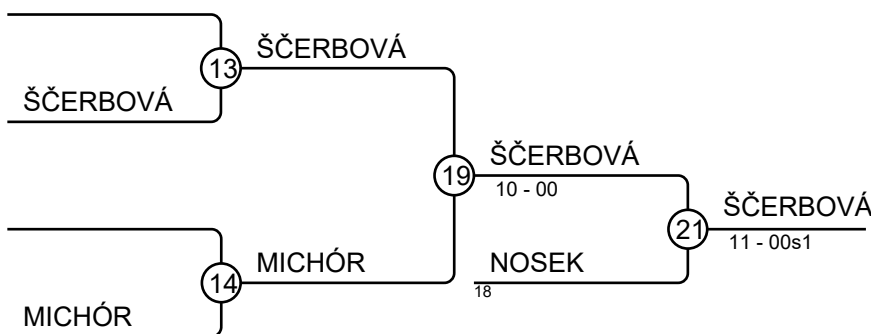 ŠČERBOVÁ
13
ŠČERBOVÁ
ŠČERBOVÁ
19
10 - 00
ŠČERBOVÁ
21
11 - 00s1
MICHÓR
14
NOSEK
18
MICHÓR